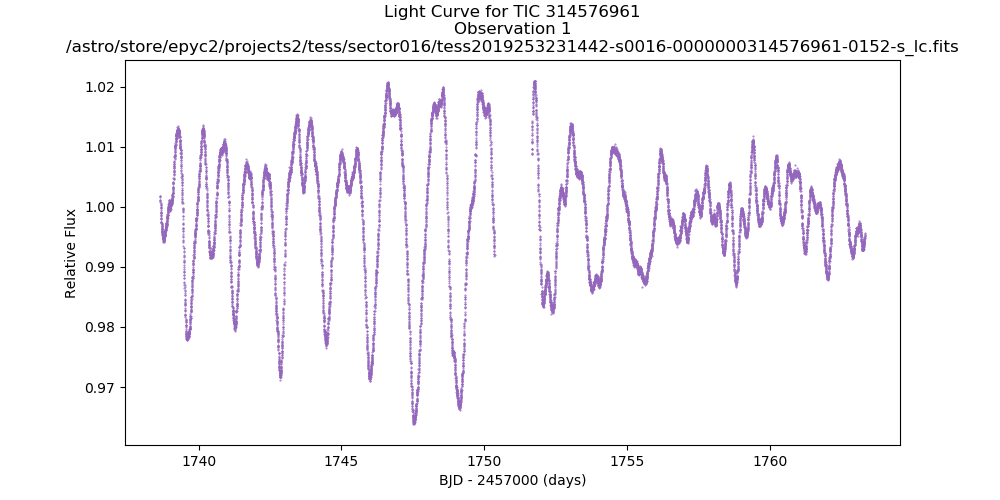 Light Curve for TIC 314576961
Observation 1
/astro/store/epyc2/projects2/tess/sector016/tess2019253231442-s0016-0000000314576961-0152-s_lc.fits
1.02
1.01
1.00
0.99
0.98
0.97
Relative Flux
1740
1745
1750
1755
1760
BJD - 2457000 (days)